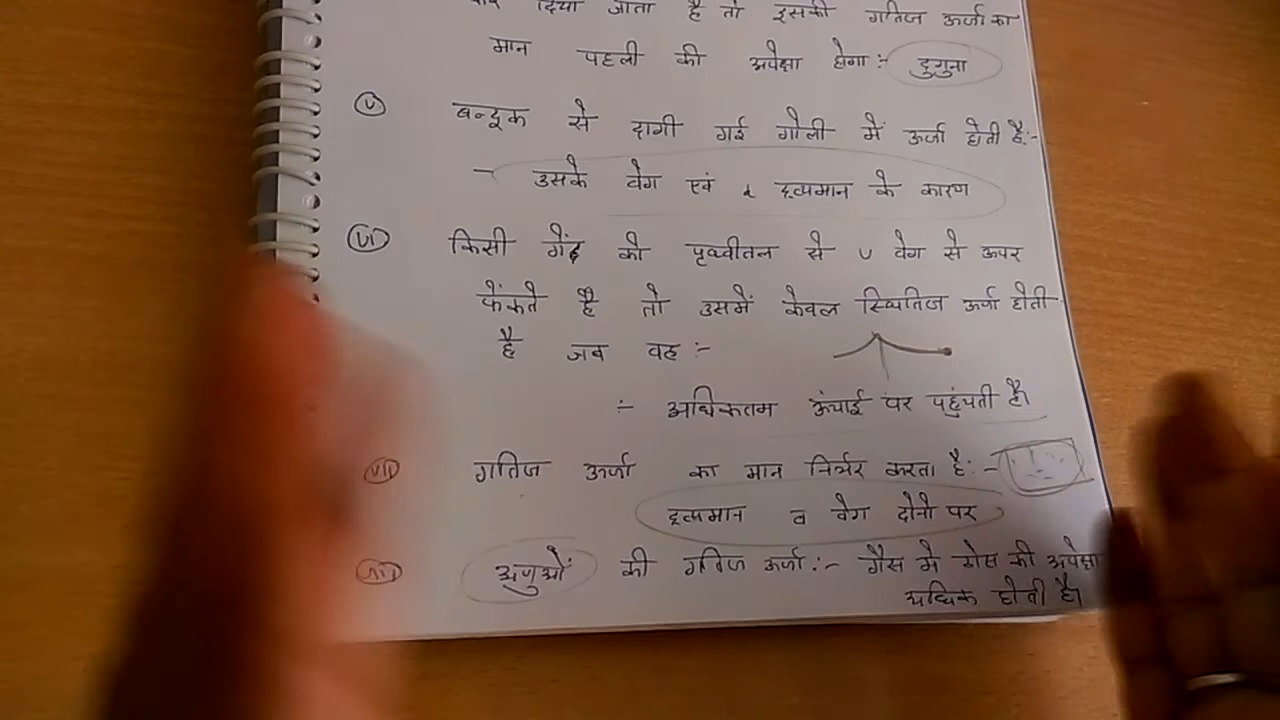 दिया जाता है तो इसकी गतिज ऊर्जा का
मान पहली की अपेक्षा होगा :- दुगुना
(v) बन्दूक से दागी गई गोली में ऊर्जा होती है:-
- उसके वेग एवं द्रव्यमान के कारण
(vi) किसी गेंद को पृथ्वीतल से υ वेग से ऊपर
फेंकते है तो उसमें केवल स्थितिज ऊर्जा होती
है जब वह :-
:- अधिकतम ऊंचाई पर पहुंचती है।
(vii) गतिज ऊर्जा का मान निर्भर करता है:-
द्रव्यमान व वेग दोनो पर
(viii) अणुओं की गतिज ऊर्जा :- गैस मे ठोस की अपेक्षा
अधिक होती है।